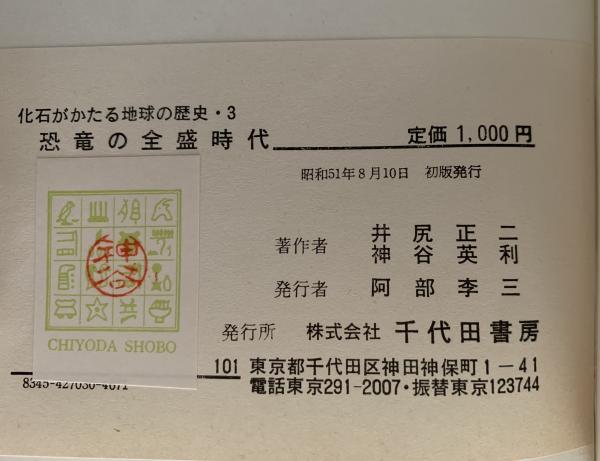 化石がかたる地球の歴史・3
恐竜の全盛時代
定価 1,000円
昭和51年8月10日 初版発行
著作者 井尻正二
神谷英利
発行者 阿部季三
発行所 株式会社 千代田書房
CHIYODA SHOBO
101 東京都千代田区神田神保町1-41
8345-427030-4071
電話東京291-2007・振替東京123744